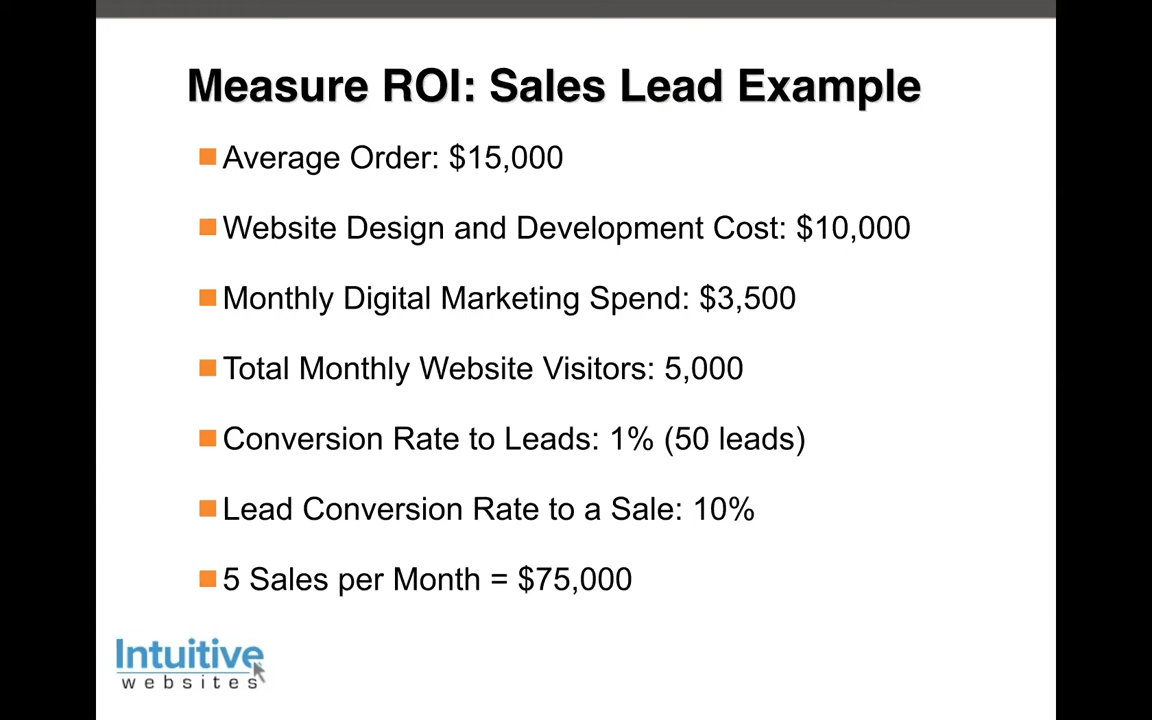 Measure ROI: Sales Lead Example
Average Order: $15,000
Website Design and Development Cost: $10,000
Monthly Digital Marketing Spend: $3,500
Total Monthly Website Visitors: 5,000
Conversion Rate to Leads: 1% (50 leads)
Lead Conversion Rate to a Sale: 10%
5 Sales per Month = $75,000
Intuitive
websites